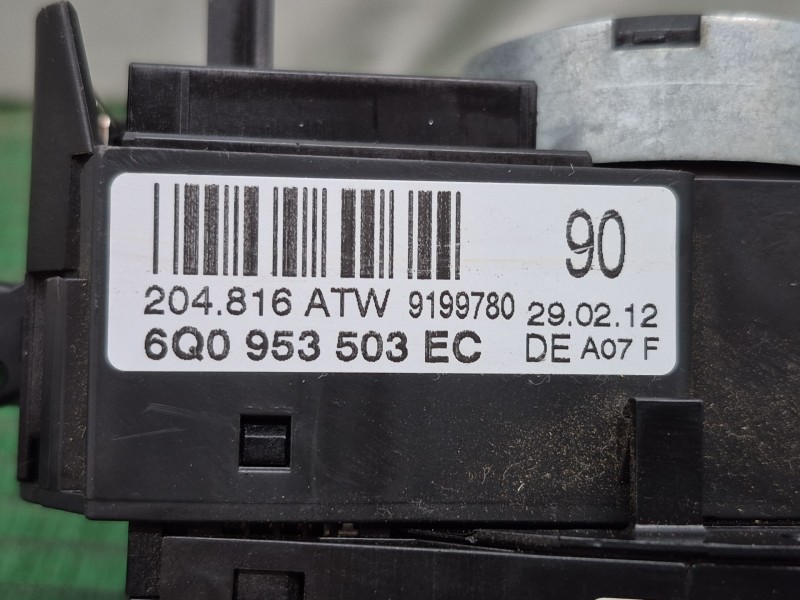 90
204.816 ATW 9199780 29.02.12
6Q0 953 503 EC DE A07 F